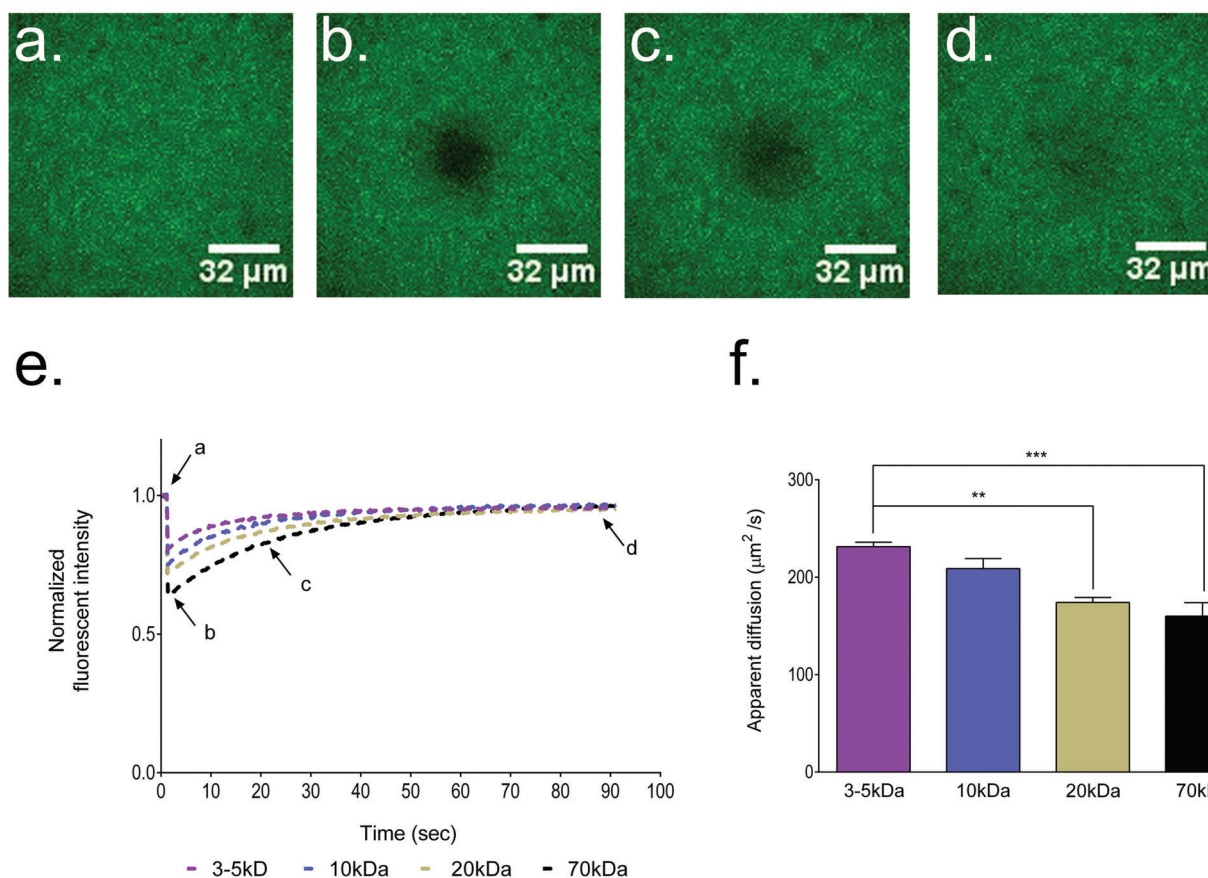 a.
b.
c.
d.
32 µm
32 µm
32 µm
32 µm
e.
f.
Normalized
fluorescent intensity
1.0
0.5
0.0
a
b
c
d
0 10 20 30 40 50 60 70 80 90 100
Time (sec)
3-5kD 10kDa 20kDa 70kDa
Apparent diffusion (µm²/s)
300
200
100
0
***
**
3-5kDa 10kDa 20kDa